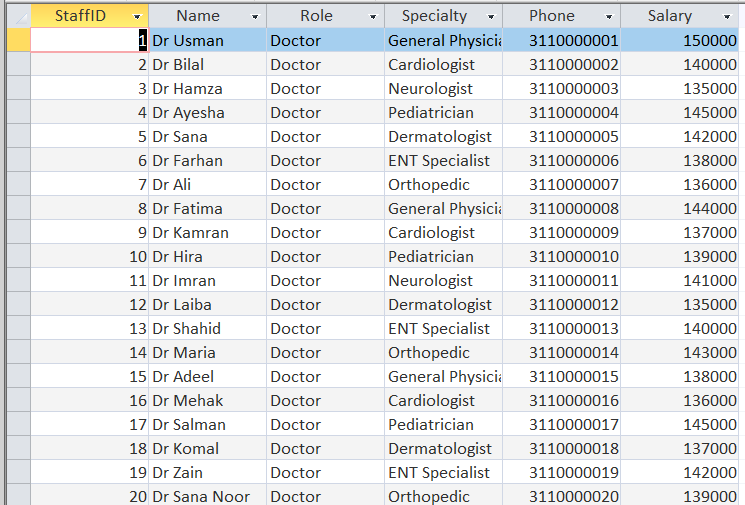 StaffID Name Role Specialty Phone Salary
1 Dr Usman Doctor General Physicia 3110000001 150000
2 Dr Bilal Doctor Cardiologist 3110000002 140000
3 Dr Hamza Doctor Neurologist 3110000003 135000
4 Dr Ayesha Doctor Pediatrician 3110000004 145000
5 Dr Sana Doctor Dermatologist 3110000005 142000
6 Dr Farhan Doctor ENT Specialist 3110000006 138000
7 Dr Ali Doctor Orthopedic 3110000007 136000
8 Dr Fatima Doctor General Physicia 3110000008 144000
9 Dr Kamran Doctor Cardiologist 3110000009 137000
10 Dr Hira Doctor Pediatrician 3110000010 139000
11 Dr Imran Doctor Neurologist 3110000011 141000
12 Dr Laiba Doctor Dermatologist 3110000012 135000
13 Dr Shahid Doctor ENT Specialist 3110000013 140000
14 Dr Maria Doctor Orthopedic 3110000014 143000
15 Dr Adeel Doctor General Physicia 3110000015 138000
16 Dr Mehak Doctor Cardiologist 3110000016 136000
17 Dr Salman Doctor Pediatrician 3110000017 145000
18 Dr Komal Doctor Dermatologist 3110000018 137000
19 Dr Zain Doctor ENT Specialist 3110000019 142000
20 Dr Sana Noor Doctor Orthopedic 3110000020 139000